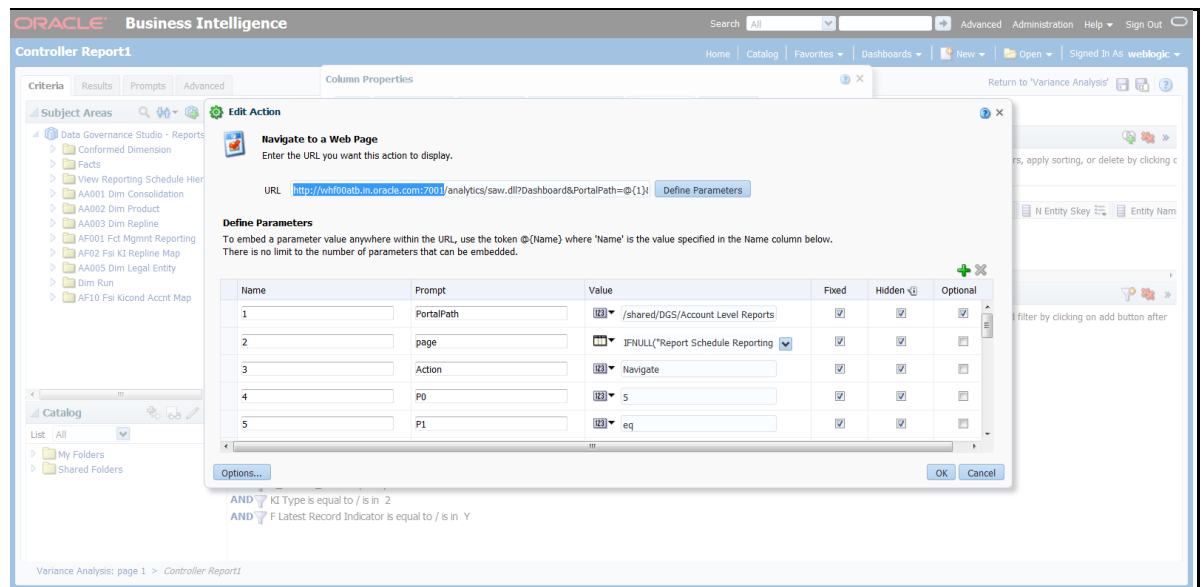 ORACLE Business Intelligence Search All Advanced Administration Help Sign Out
Controller Report1 Home Catalog Favorites Dashboards New Open Signed In As weblogic
Column Properties
Criteria Results Prompts Advanced Return to 'Variance Analysis'
Subject Areas
Data Governance Studio - Reports
Conformed Dimension
Facts
View Reporting Schedule Hier
AA001 Dim Consolidation
AA002 Dim Product
AA003 Dim Repline
AF001 Fct Mgmnt Reporting
AF02 Fsi KI Repline Map
AA005 Dim Legal Entity
Dim Run
AF10 Fsi Kicond Accnt Map
Catalog
List All
My Folders
Shared Folders
Edit Action
Navigate to a Web Page
Enter the URL you want this action to display.
URL http://whf00atb.in.oracle.com:7001/analytics/saw.dll?Dashboard&PortalPath=@{1}& Define Parameters
Define Parameters
To embed a parameter value anywhere within the URL, use the token @{Name} where 'Name' is the value specified in the Name column below.
There is no limit to the number of parameters that can be embedded.
Name Prompt Value Fixed Hidden Optional
1 PortalPath 123 /shared/DGS/Account Level Reports
2 page IFNULL("Report Schedule Reporting
3 Action 123 Navigate
4 P0 123 5
5 P1 123 eq
Options... OK Cancel
rs, apply sorting, or delete by clicking c
N Entity Skey Entity Nam
l filter by clicking on add button after
AND KI Type is equal to / is in 2
AND F Latest Record Indicator is equal to / is in Y
Variance Analysis: page 1 > Controller Report1